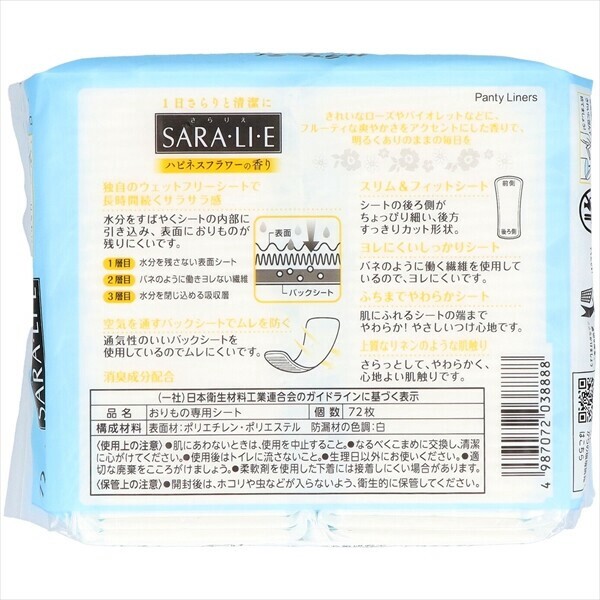 Panty Liners
1日さらりと清潔に
さらりえ
SARA・LI・E
ハピネスフラワーの香り
きれいなローズやバイオレットなどに、
フルーティな爽やかさをアクセントにした香りで、
明るくありのままの毎日を
独自のウェットフリーシートで
長時間続くサラサラ感
水分をすばやくシートの内部に
引き込み、表面におりものが
残りにくいです。
1層目 水分を残さない表面シート
2層目 バネのように働きヨレない繊維
3層目 水分を閉じ込める吸収層
表面
バックシート
空気を通すバックシートでムレを防ぐ
通気性のいいバックシートを
使用しているのでムレにくいです。
消臭成分配合
スリム&フィットシート
シートの後ろ側が
ちょっぴり細い、後方
すっきりカット形状。
前側
後ろ側
ヨレにくいしっかりシート
バネのように働く繊維を使用して
いるので、ヨレにくいです。
ふちまでやわらかシート
肌にふれるシートの端まで
やわらか! やさしいつけ心地です。
上質なリネンのような肌触り
さらっとして、やわらかく、
心地よい肌触りです。
(一社)日本衛生材料工業連合会のガイドラインに基づく表示
品名 おりもの専用シート 個数 72枚
構成材料 表面材:ポリエチレン・ポリエステル 防漏材の色調:白
〈使用上の注意〉●肌にあわないときは、使用を中止すること。●なるべくこまめに交換し、清潔
に心がけてください。●使用後はトイレに流さないこと。●生理日以外にお使いください。●適
切な廃棄をこころがけましょう。●柔軟剤を使用した下着には接着しにくい場合があります。
〈保管上の注意〉●開封後は、ホコリや虫などが入らないよう、衛生的に保管してください。
4 987072 038888